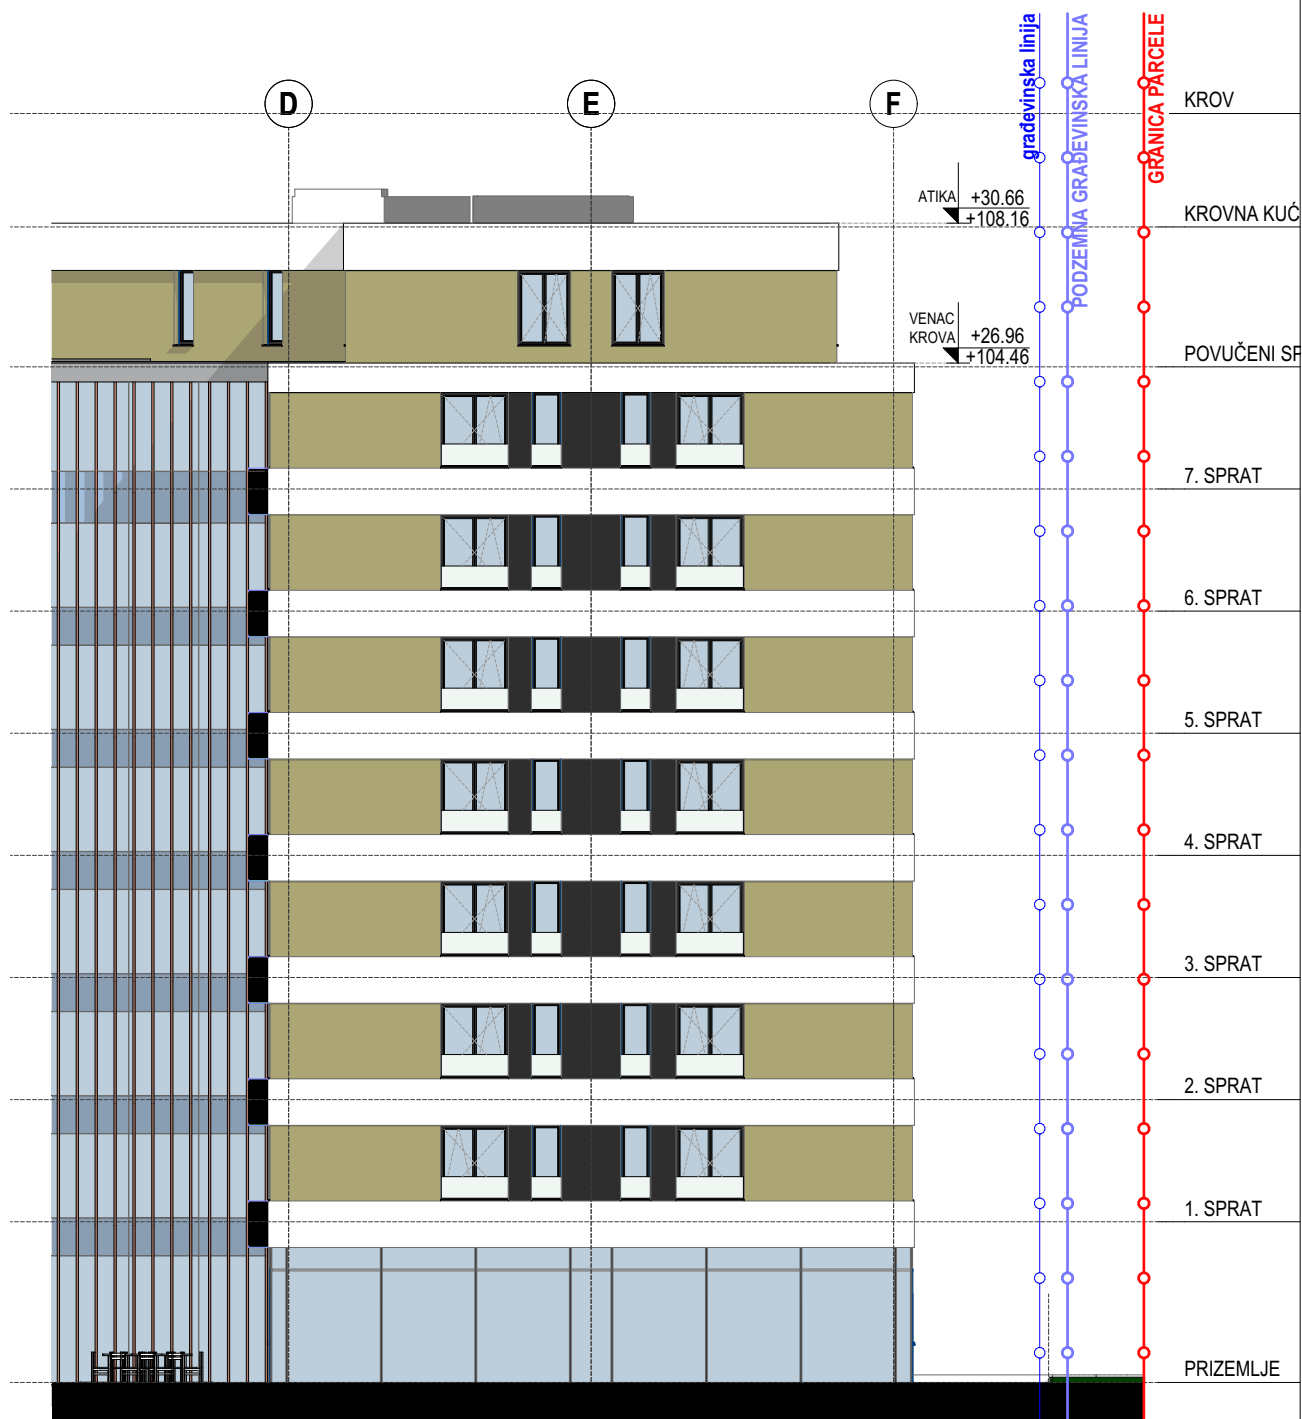 građevinska linija
PODZEMNA GRAĐEVINSKA LINIJA
GRANICA PARCELE
D
E
F
KROV
ATIKA
+30.66
+108.16
KROVNA KUĆ
VENAC
KROVA
+26.96
+104.46
POVUČENI SP
7. SPRAT
6. SPRAT
5. SPRAT
4. SPRAT
3. SPRAT
2. SPRAT
1. SPRAT
PRIZEMLJE